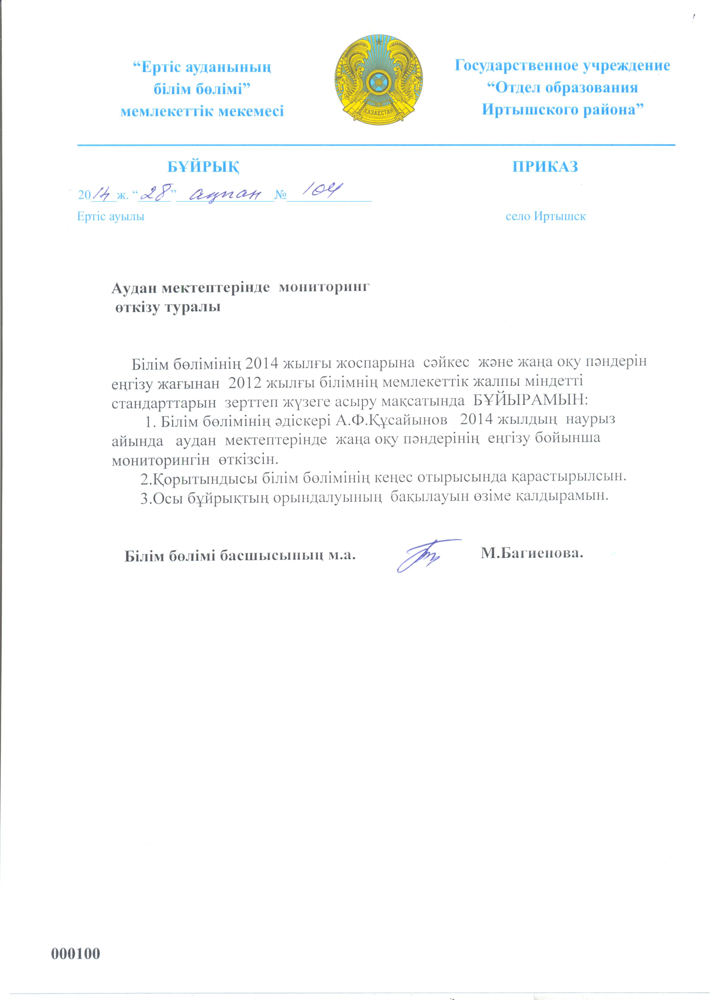 “Ертіс ауданының
білім бөлімі”
мемлекеттік мекемесі
ҚАЗАҚСТАН
Государственное учреждение
“Отдел образования
Иртышского района”
БҰЙРЫҚ
ПРИКАЗ
2014 ж. “28” ақпан № 104
Ертіс ауылы
село Иртышск
Аудан мектептерінде мониторинг
өткізу туралы
Білім бөлімінің 2014 жылғы жоспарына сәйкес және жаңа оқу пәндерін
еңгізу жағынан 2012 жылғы білімнің мемлекеттік жалпы міндетті
стандарттарын зерттеп жүзеге асыру мақсатында БҰЙЫРАМЫН:
1. Білім бөлімінің әдіскері А.Ф.Құсайынов 2014 жылдың наурыз
айында аудан мектептерінде жаңа оқу пәндерінің еңгізу бойынша
мониторингін өткізсін.
2.Қорытындысы білім бөлімінің кеңес отырысында қарастырылсын.
3.Осы бұйрықтың орындалуының бақылауын өзіме қалдырамын.
Білім бөлімі басшысының м.а. М.Багиенова.
000100